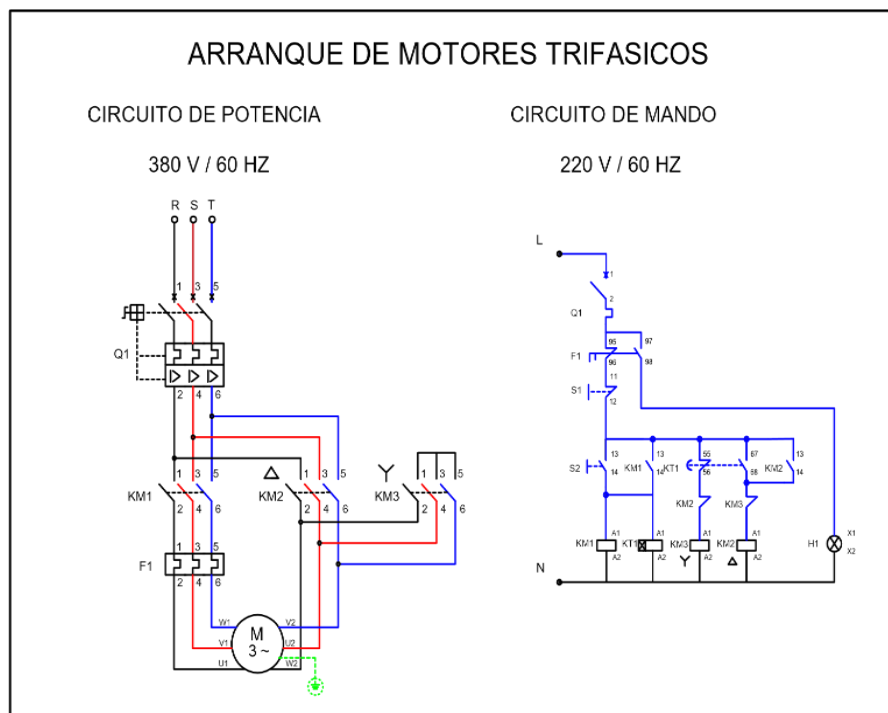 ARRANQUE DE MOTORES TRIFASICOS
CIRCUITO DE POTENCIA
380 V / 60 HZ
R S T
1 3 5
Q1
2 4 6
1 3 5
KM1
2 4 6
1 3 5
KM2
2 4 6
1 3 5
KM3
2 4 6
1 3 5
F1
2 4 6
W1 V2
M
3 ~
V1 U2
U1 W2
CIRCUITO DE MANDO
220 V / 60 HZ
L
1
2
Q1
95 97
F1
96 98
11
S1
12
13 13 55 67 13
S2 KM1 KT1 KM2
14 14 56 68 14
KM2 KM3
A1 A1 A1 A1 X1
KM1 KT1 KM3 KM2 H1
A2 A2 A2 A2 X2
N